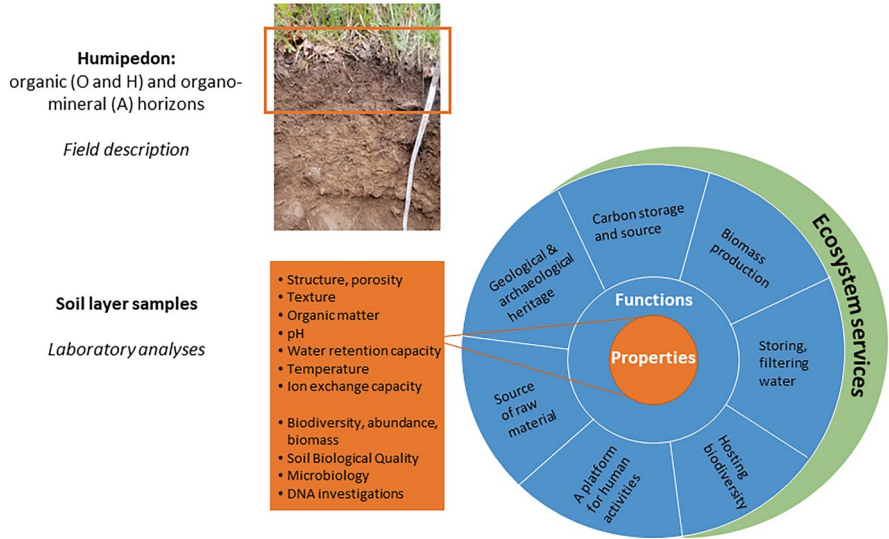 Humipedon:
organic (O and H) and organo-
mineral (A) horizons
Field description
Soil layer samples
Laboratory analyses
• Structure, porosity
• Texture
• Organic matter
• pH
• Water retention capacity
• Temperature
• Ion exchange capacity
• Biodiversity, abundance,
biomass
• Soil Biological Quality
• Microbiology
• DNA investigations
Properties
Functions
Geological &
archaeological
heritage
Carbon storage
and source
Biomass
production
Storing,
filtering
water
Hosting
biodiversity
A platform
for human
activities
Source
of raw
material
Ecosystem services